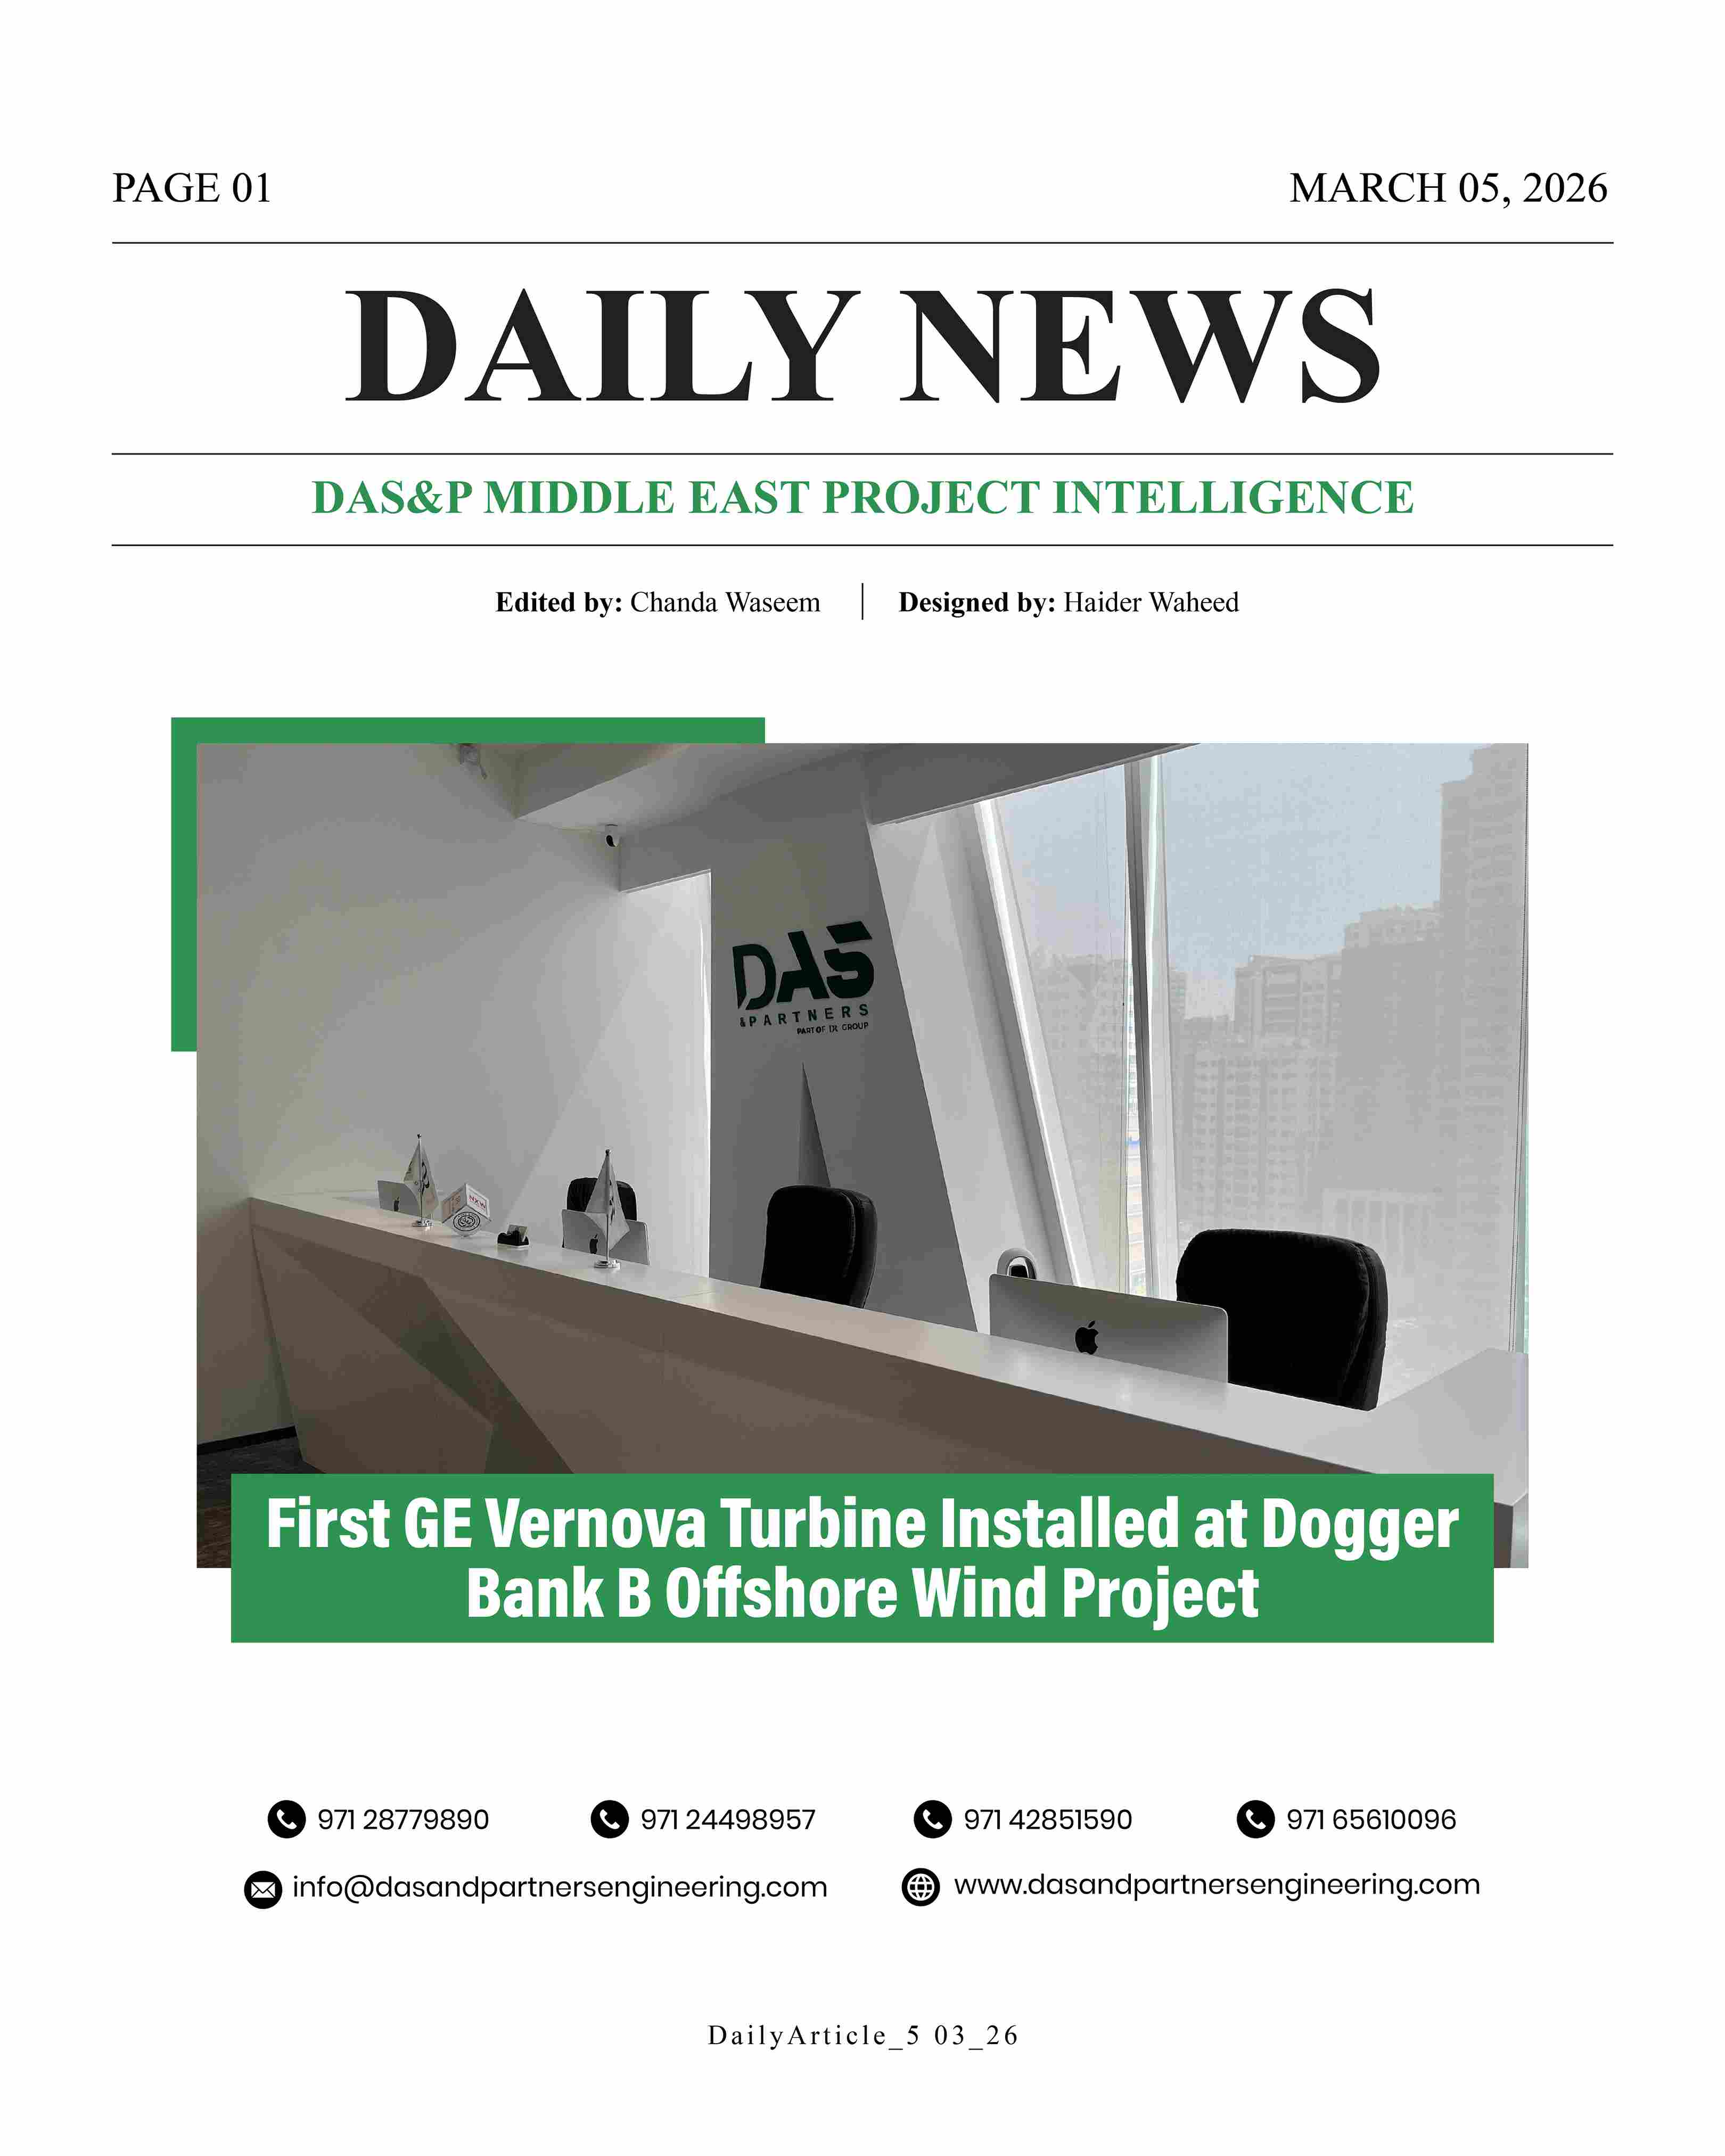 PAGE 01
MARCH 05, 2026
DAILY NEWS
DAS&P MIDDLE EAST PROJECT INTELLIGENCE
Edited by: Chanda Waseem
Designed by: Haider Waheed
DAS
&PARTNERS
PART OF IX GROUP
First GE Vernova Turbine Installed at Dogger
Bank B Offshore Wind Project
971 28779890
971 24498957
971 42851590
971 65610096
info@dasandpartnersengineering.com
www.dasandpartnersengineering.com
DailyArticle_5 03_26